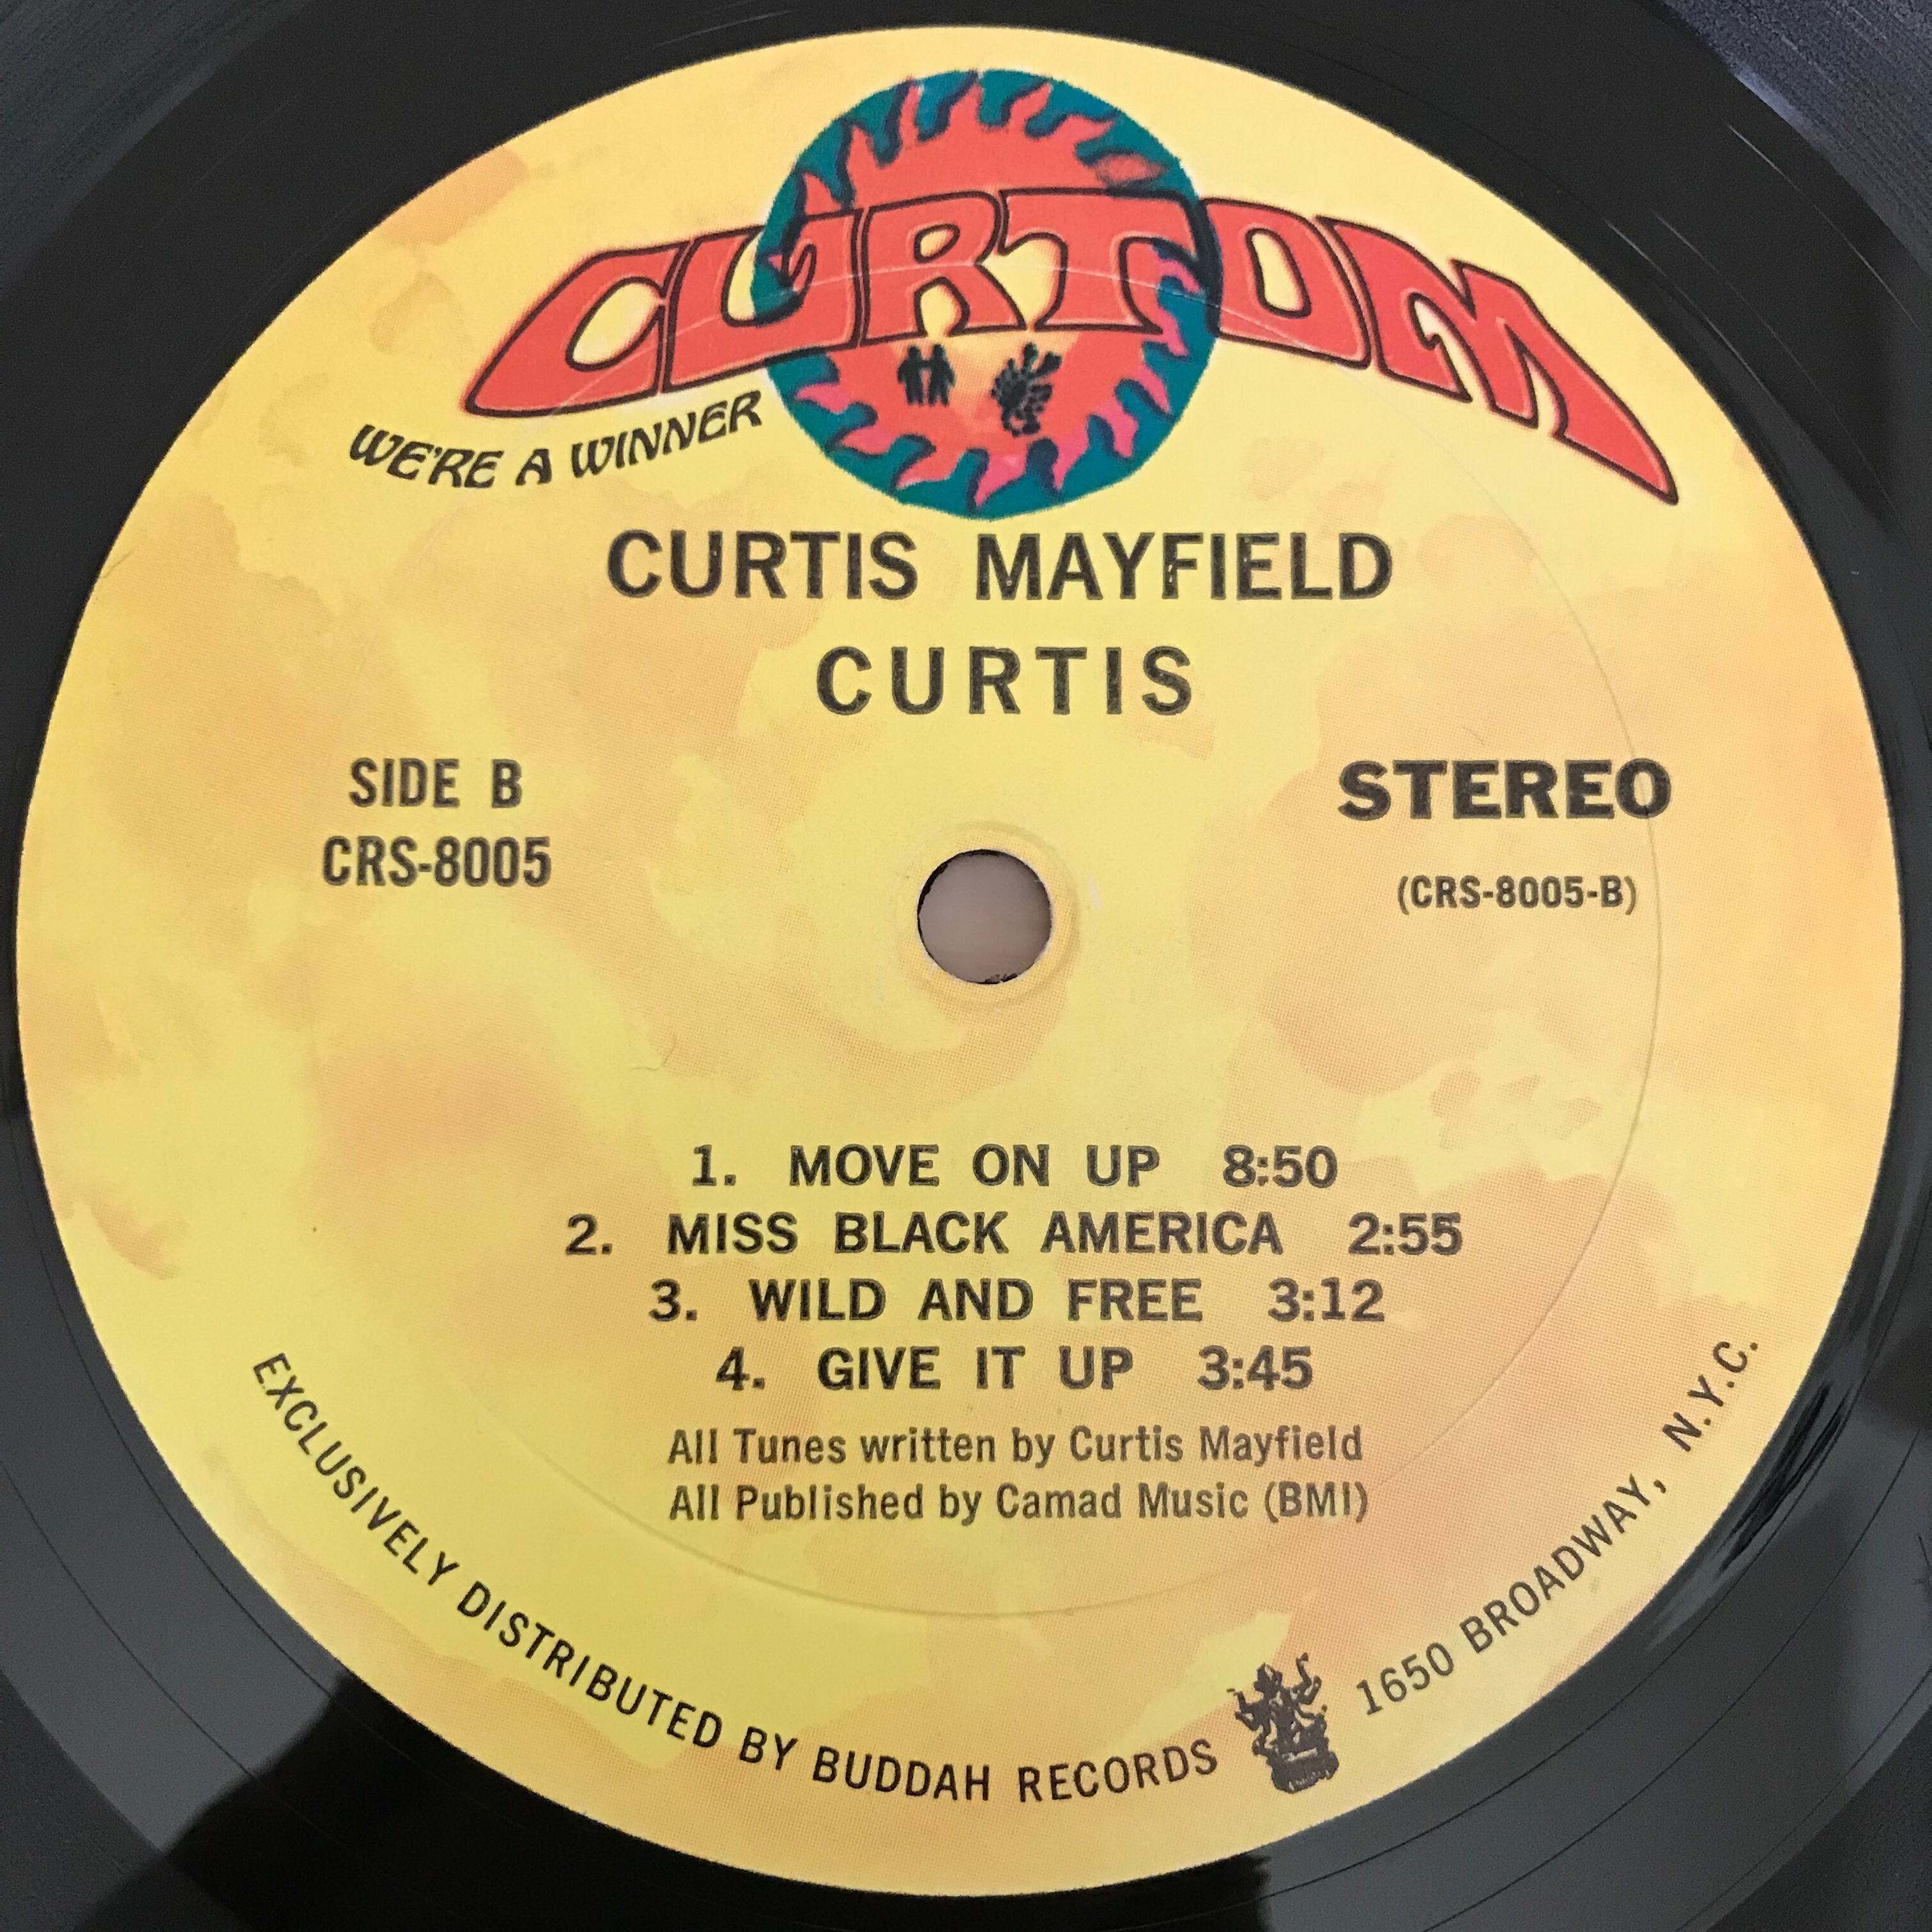 CURTOM
WE'RE A WINNER
CURTIS MAYFIELD
CURTIS
SIDE B
CRS-8005
STEREO
(CRS-8005-B)
1. MOVE ON UP 8:50
2. MISS BLACK AMERICA 2:55
3. WILD AND FREE 3:12
4. GIVE IT UP 3:45
All Tunes written by Curtis Mayfield
All Published by Camad Music (BMI)
EXCLUSIVELY DISTRIBUTED BY BUDDAH RECORDS 1650 BROADWAY, N.Y.C.